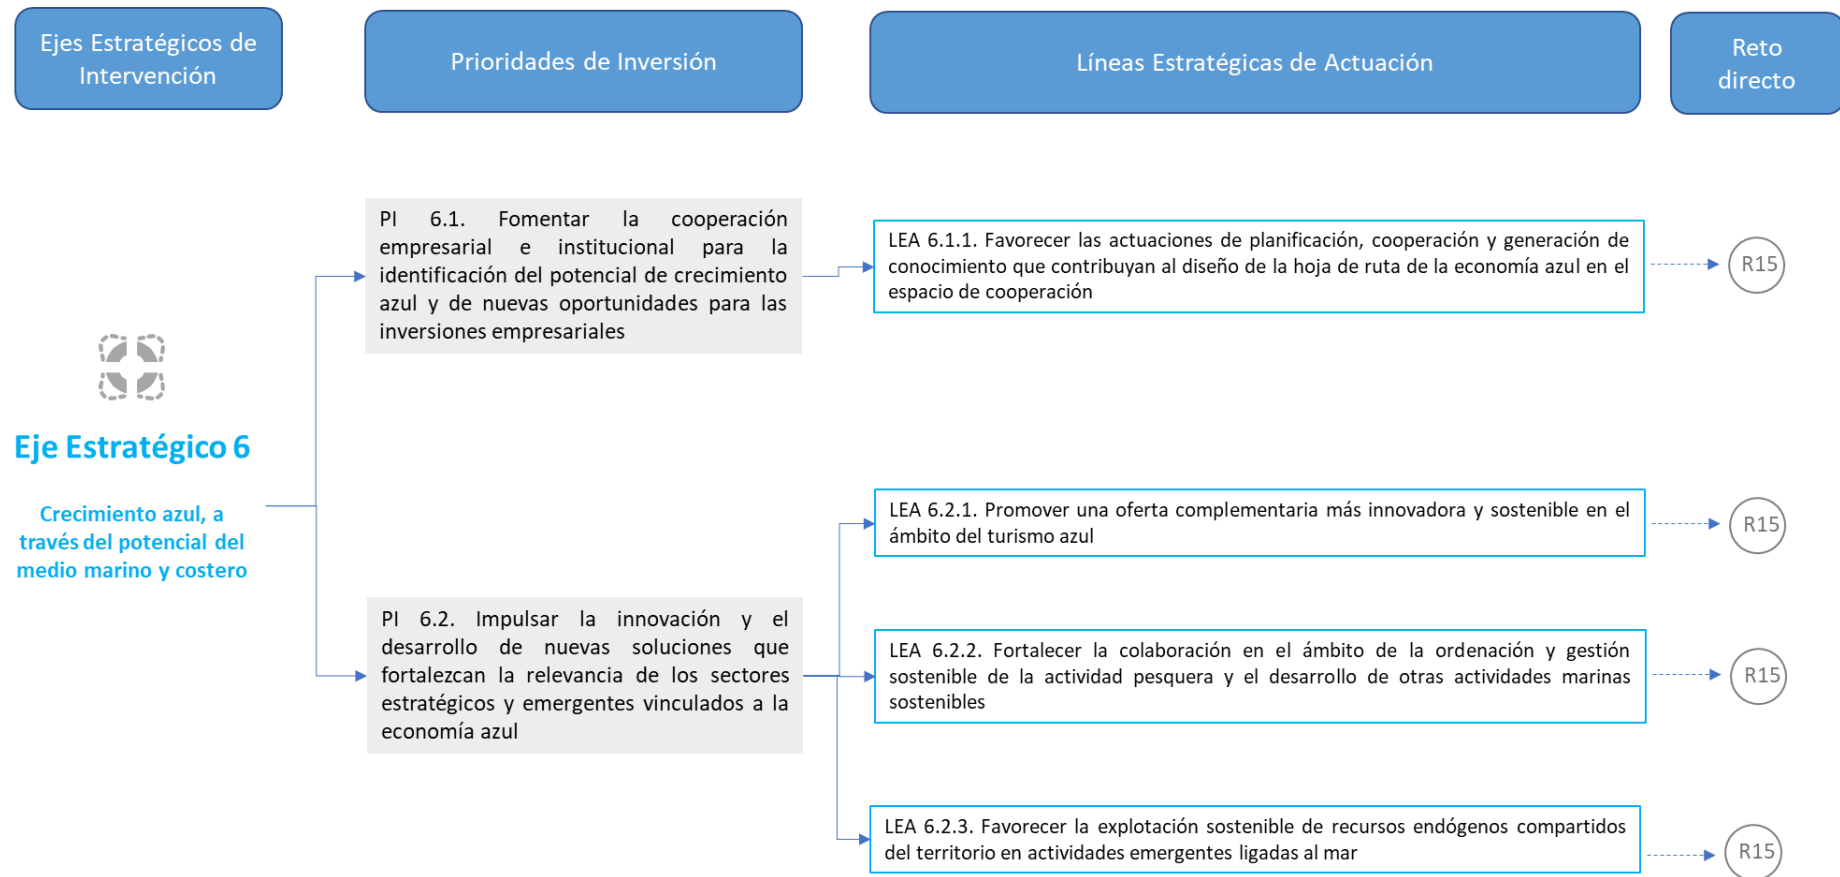 Ejes Estratégicos de
Intervención
Prioridades de Inversión
Líneas Estratégicas de Actuación
Reto
directo
Eje Estratégico 6
Crecimiento azul, a
través del potencial del
medio marino y costero
PI 6.1. Fomentar la cooperación
empresarial e institucional para la
identificación del potencial de crecimiento
azul y de nuevas oportunidades para las
inversiones empresariales
LEA 6.1.1. Favorecer las actuaciones de planificación, cooperación y generación de
conocimiento que contribuyan al diseño de la hoja de ruta de la economía azul en el
espacio de cooperación
R15
PI 6.2. Impulsar la innovación y el
desarrollo de nuevas soluciones que
fortalezcan la relevancia de los sectores
estratégicos y emergentes vinculados a la
economía azul
LEA 6.2.1. Promover una oferta complementaria más innovadora y sostenible en el
ámbito del turismo azul
R15
LEA 6.2.2. Fortalecer la colaboración en el ámbito de la ordenación y gestión
sostenible de la actividad pesquera y el desarrollo de otras actividades marinas
sostenibles
R15
LEA 6.2.3. Favorecer la explotación sostenible de recursos endógenos compartidos
del territorio en actividades emergentes ligadas al mar
R15